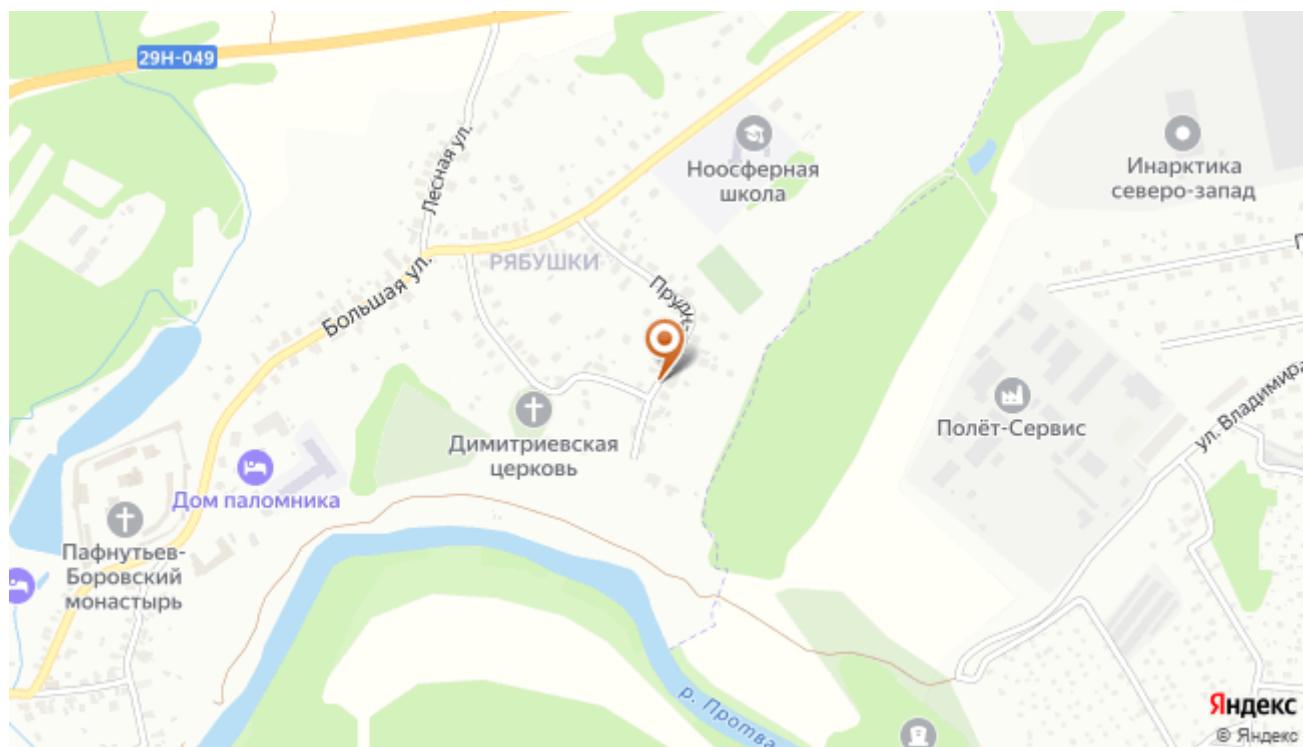 29Н-049
Лесная ул.
Ноосферная
школа
Инарктика
северо-запад
РЯБУШКИ
Большая ул.
Прудн
Димитриевская
церковь
Полёт-Сервис
ул. Владимира
Дом паломника
Пафнутьев-
Боровский
монастырь
р. Протва
Яндекс
© Яндекс